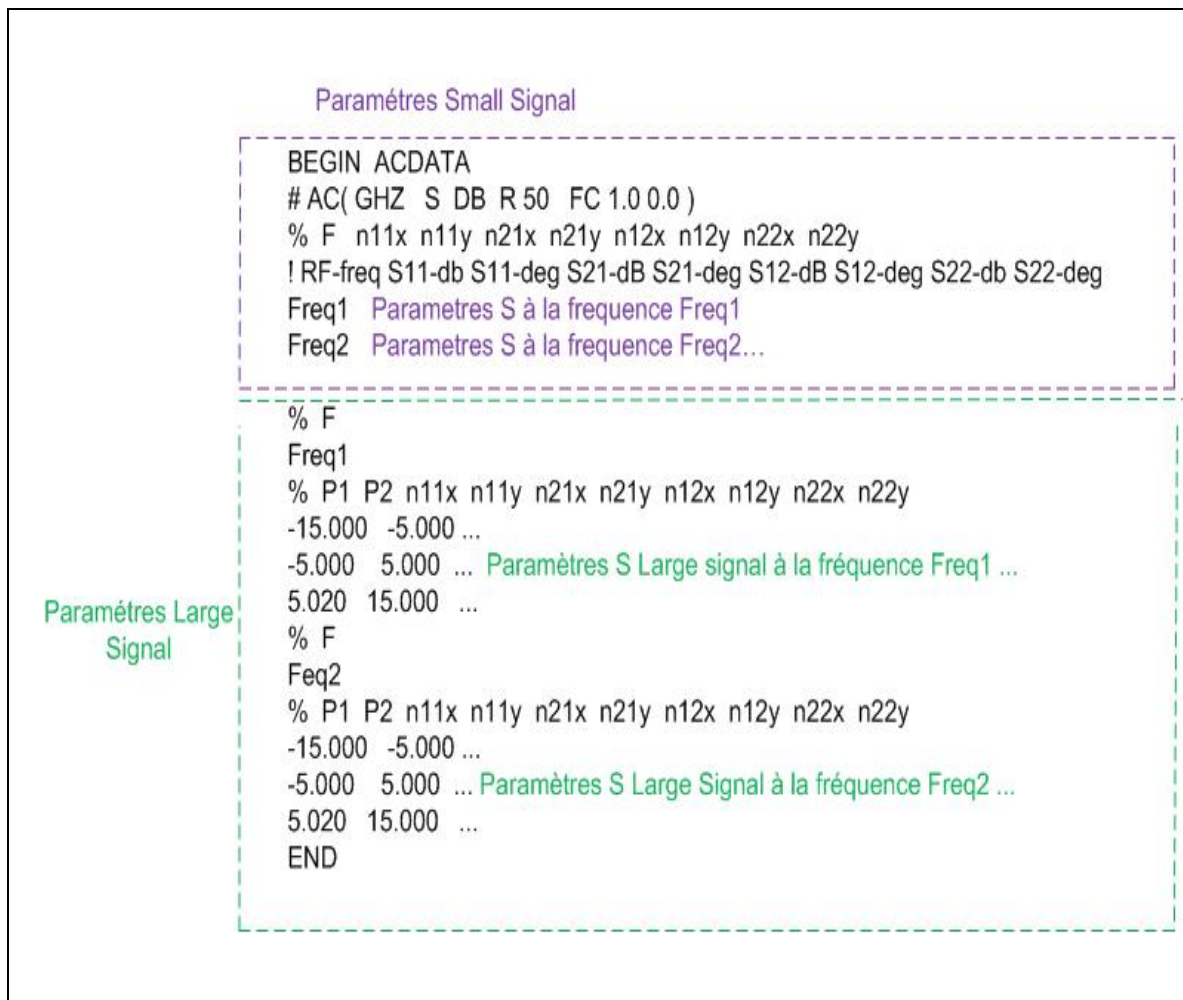 Paramétres Small Signal
BEGIN ACDATA
# AC( GHZ S DB R 50 FC 1.0 0.0 )
% F n11x n11y n21x n21y n12x n12y n22x n22y
! RF-freq S11-db S11-deg S21-dB S21-deg S12-dB S12-deg S22-db S22-deg
Freq1 Parametres S à la frequence Freq1
Freq2 Parametres S à la frequence Freq2...
% F
Freq1
% P1 P2 n11x n11y n21x n21y n12x n12y n22x n22y
-15.000 -5.000 ...
-5.000 5.000 ... Paramètres S Large signal à la fréquence Freq1 ...
5.020 15.000 ...
Paramétres Large
Signal
% F
Feq2
% P1 P2 n11x n11y n21x n21y n12x n12y n22x n22y
-15.000 -5.000 ...
-5.000 5.000 ... Paramètres S Large Signal à la fréquence Freq2 ...
5.020 15.000 ...
END